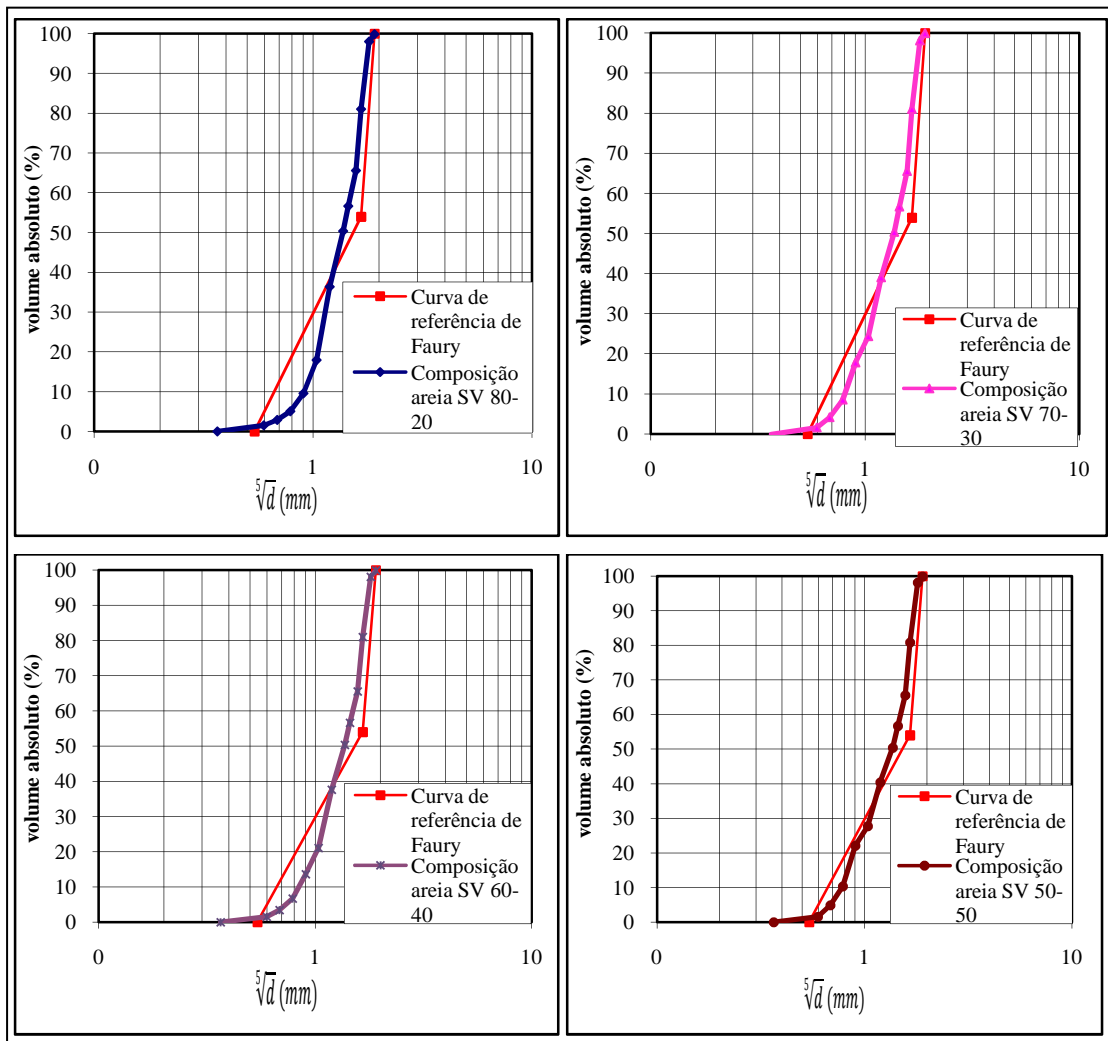 100
90
80
70
60
50
40
30
20
10
0
volume absoluto (%)
0
1
10
⁵√d (mm)
Curva de
referência de
Faury
Composição
areia SV 80-
20
100
90
80
70
60
50
40
30
20
10
0
volume absoluto (%)
0
1
10
⁵√d (mm)
Curva de
referência de
Faury
Composição
areia SV 70-
30
100
90
80
70
60
50
40
30
20
10
0
volume absoluto (%)
0
1
10
⁵√d (mm)
Curva de
referência de
Faury
Composição
areia SV 60-
40
100
90
80
70
60
50
40
30
20
10
0
volume absoluto (%)
0
1
10
⁵√d (mm)
Curva de
referência de
Faury
Composição
areia SV 50-
50